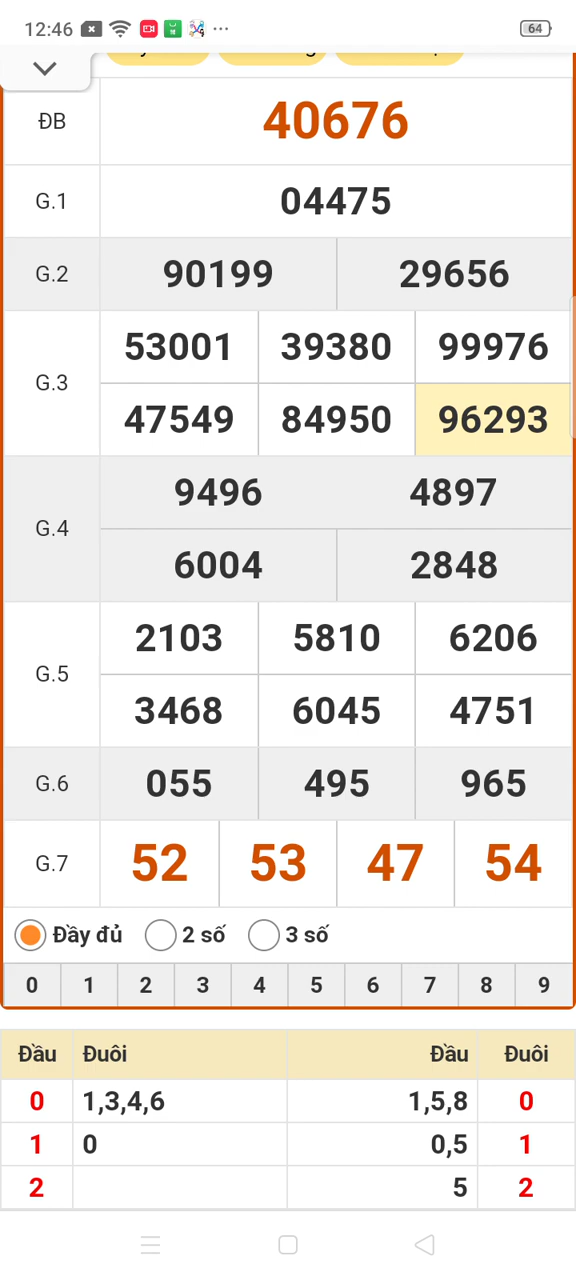 12:46 64
ĐB 40676
G.1 04475
G.2 90199 29656
G.3 53001 39380 99976
47549 84950 96293
G.4 9496 4897
6004 2848
G.5 2103 5810 6206
3468 6045 4751
G.6 055 495 965
G.7 52 53 47 54
Đầy đủ 2 số 3 số
0 1 2 3 4 5 6 7 8 9
Đầu Đuôi Đầu Đuôi
0 1,3,4,6 1,5,8 0
1 0 0,5 1
2 5 2